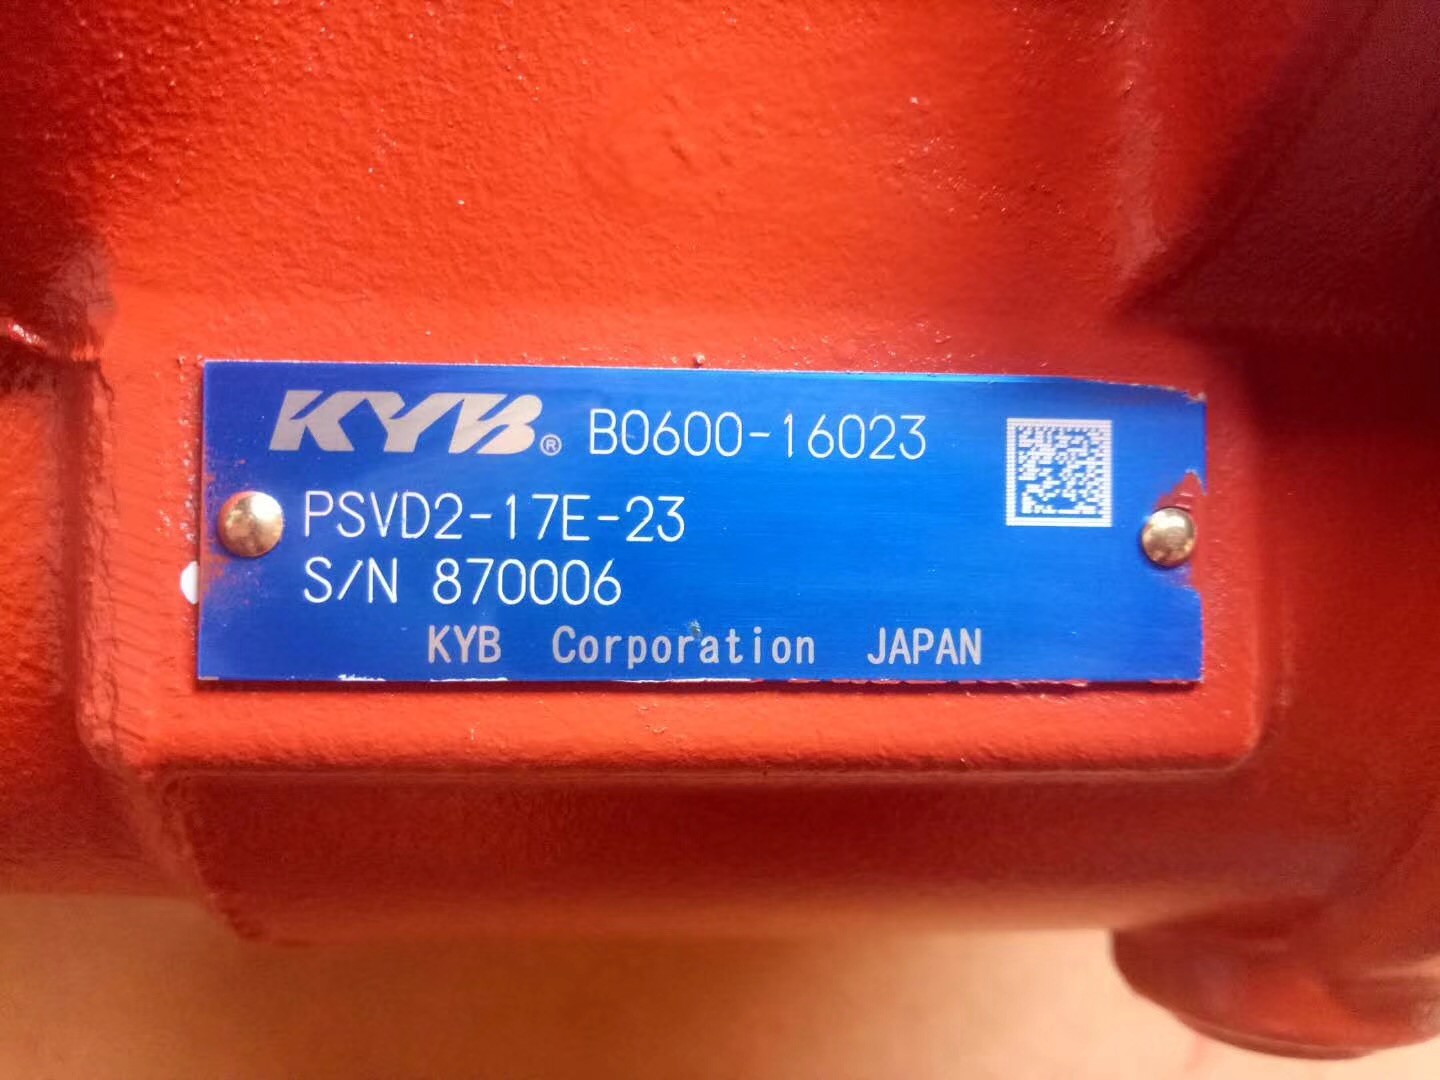 KYB® B0600-16023
PSVD2-17E-23
S/N 870006
KYB Corporation JAPAN